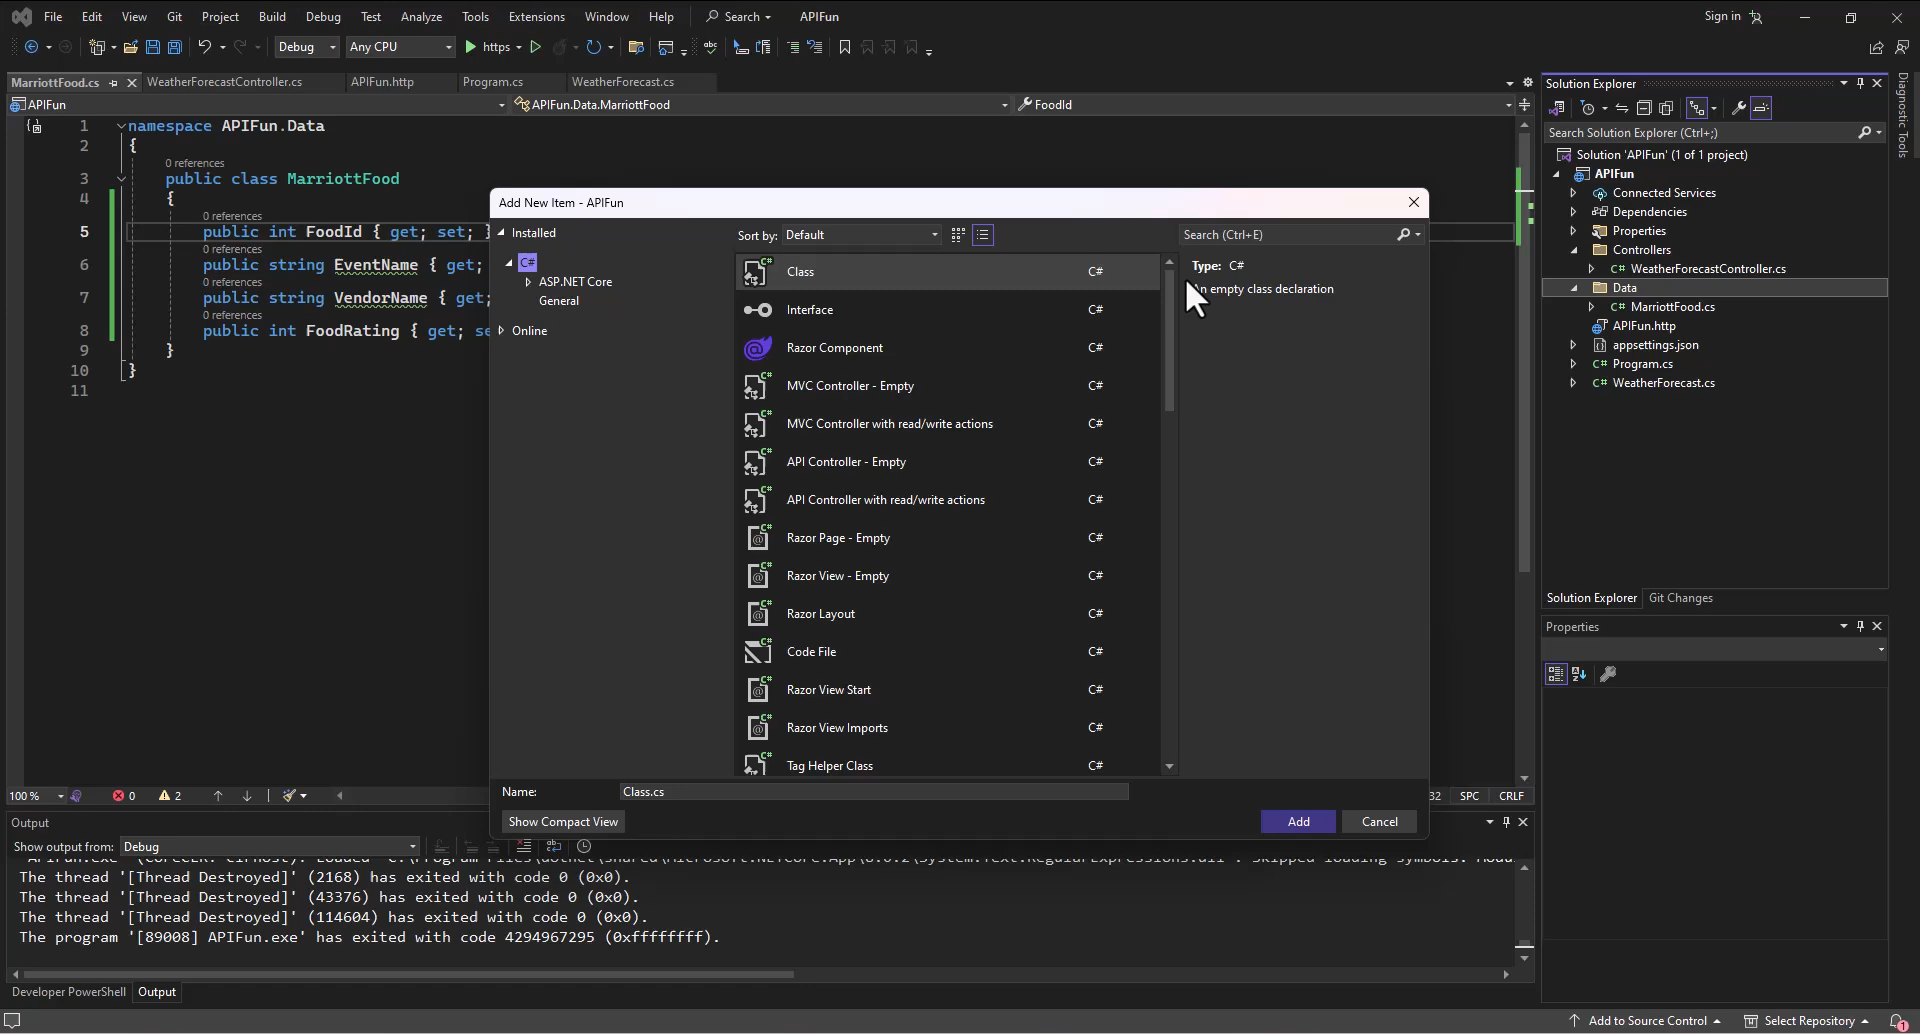 File Edit View Git Project Build Debug Test Analyze Tools Extensions Window Help Search APIFun Sign in
Debug Any CPU https
MarriottFood.cs WeatherForecastController.cs APIFun.http Program.cs WeatherForecast.cs
APIFun APIFun.Data.MarriottFood FoodId
1 namespace APIFun.Data
2 {
0 references
3 public class MarriottFood
4 {
0 references
5 public int FoodId { get; set; }
0 references
6 public string EventName { get;
0 references
7 public string VendorName { get;
0 references
8 public int FoodRating { get; se
9 }
10 }
11
Add New Item - APIFun
Installed
C#
ASP.NET Core
General
Online
Sort by: Default
Search (Ctrl+E)
Class C#
Interface C#
Razor Component C#
MVC Controller - Empty C#
MVC Controller with read/write actions C#
API Controller - Empty C#
API Controller with read/write actions C#
Razor Page - Empty C#
Razor View - Empty C#
Razor Layout C#
Code File C#
Razor View Start C#
Razor View Imports C#
Tag Helper Class C#
Type: C#
n empty class declaration
Name: Class.cs
Show Compact View Add Cancel
Solution Explorer
Search Solution Explorer (Ctrl+;)
Solution 'APIFun' (1 of 1 project)
APIFun
Connected Services
Dependencies
Properties
Controllers
C# WeatherForecastController.cs
Data
C# MarriottFood.cs
APIFun.http
appsettings.json
C# Program.cs
C# WeatherForecast.cs
Solution Explorer Git Changes
Properties
Diagnostic Tools
100 % 0 2 32 SPC CRLF
Output
Show output from: Debug
The thread '[Thread Destroyed]' (2168) has exited with code 0 (0x0).
The thread '[Thread Destroyed]' (43376) has exited with code 0 (0x0).
The thread '[Thread Destroyed]' (114604) has exited with code 0 (0x0).
The program '[89008] APIFun.exe' has exited with code 4294967295 (0xffffffff).
Developer PowerShell Output
Add to Source Control Select Repository 1